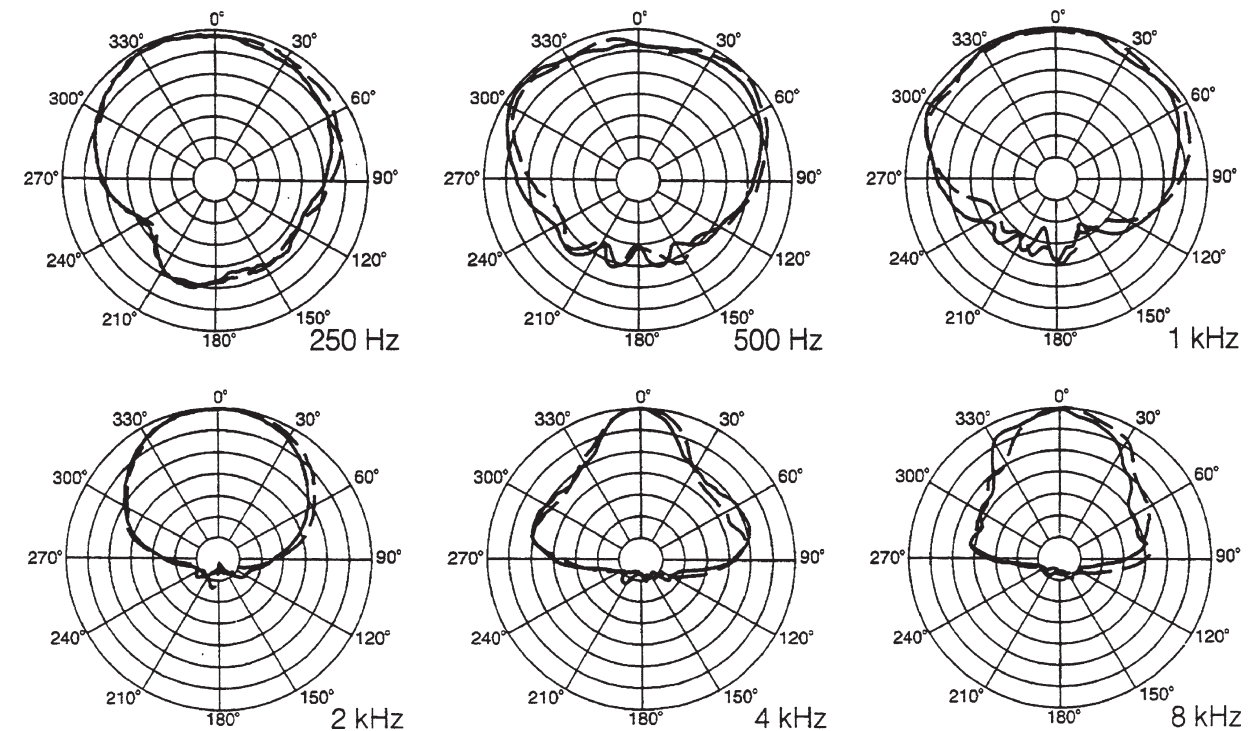 0° 0° 0°
330° 30° 330° 30° 330° 30°
300° 60° 300° 60° 300° 60°
270° 90° 270° 90° 270° 90°
240° 120° 240° 120° 240° 120°
210° 150° 210° 150° 210° 150°
180° 180° 180°
250 Hz 500 Hz 1 kHz
0° 0° 0°
330° 30° 330° 30° 330° 30°
300° 60° 300° 60° 300° 60°
270° 90° 270° 90° 270° 90°
240° 120° 240° 120° 240° 120°
210° 150° 210° 150° 210° 150°
180° 180° 180°
2 kHz 4 kHz 8 kHz